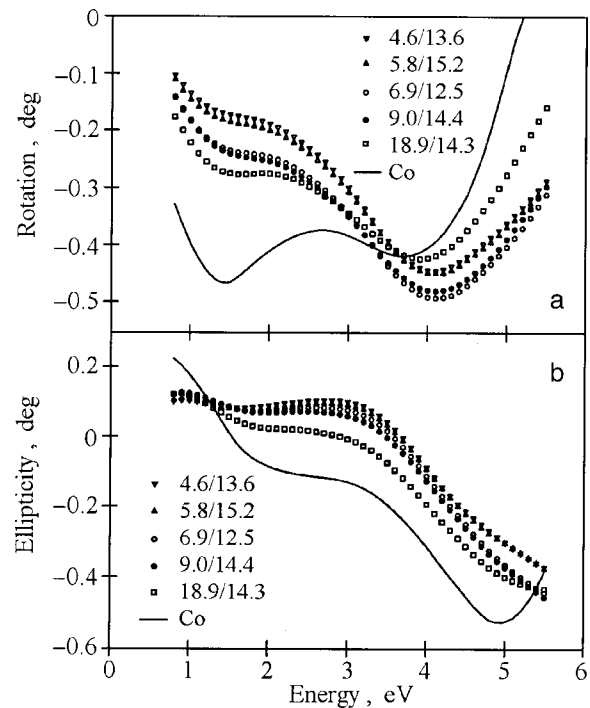 0
−0.1
−0.2
−0.3
−0.4
−0.5
Rotation , deg
4.6/13.6
5.8/15.2
6.9/12.5
9.0/14.4
18.9/14.3
Co
a
0.2
0
−0.2
−0.4
−0.6
Ellipticity , deg
b
4.6/13.6
5.8/15.2
6.9/12.5
9.0/14.4
18.9/14.3
Co
0 1 2 3 4 5 6
Energy , eV